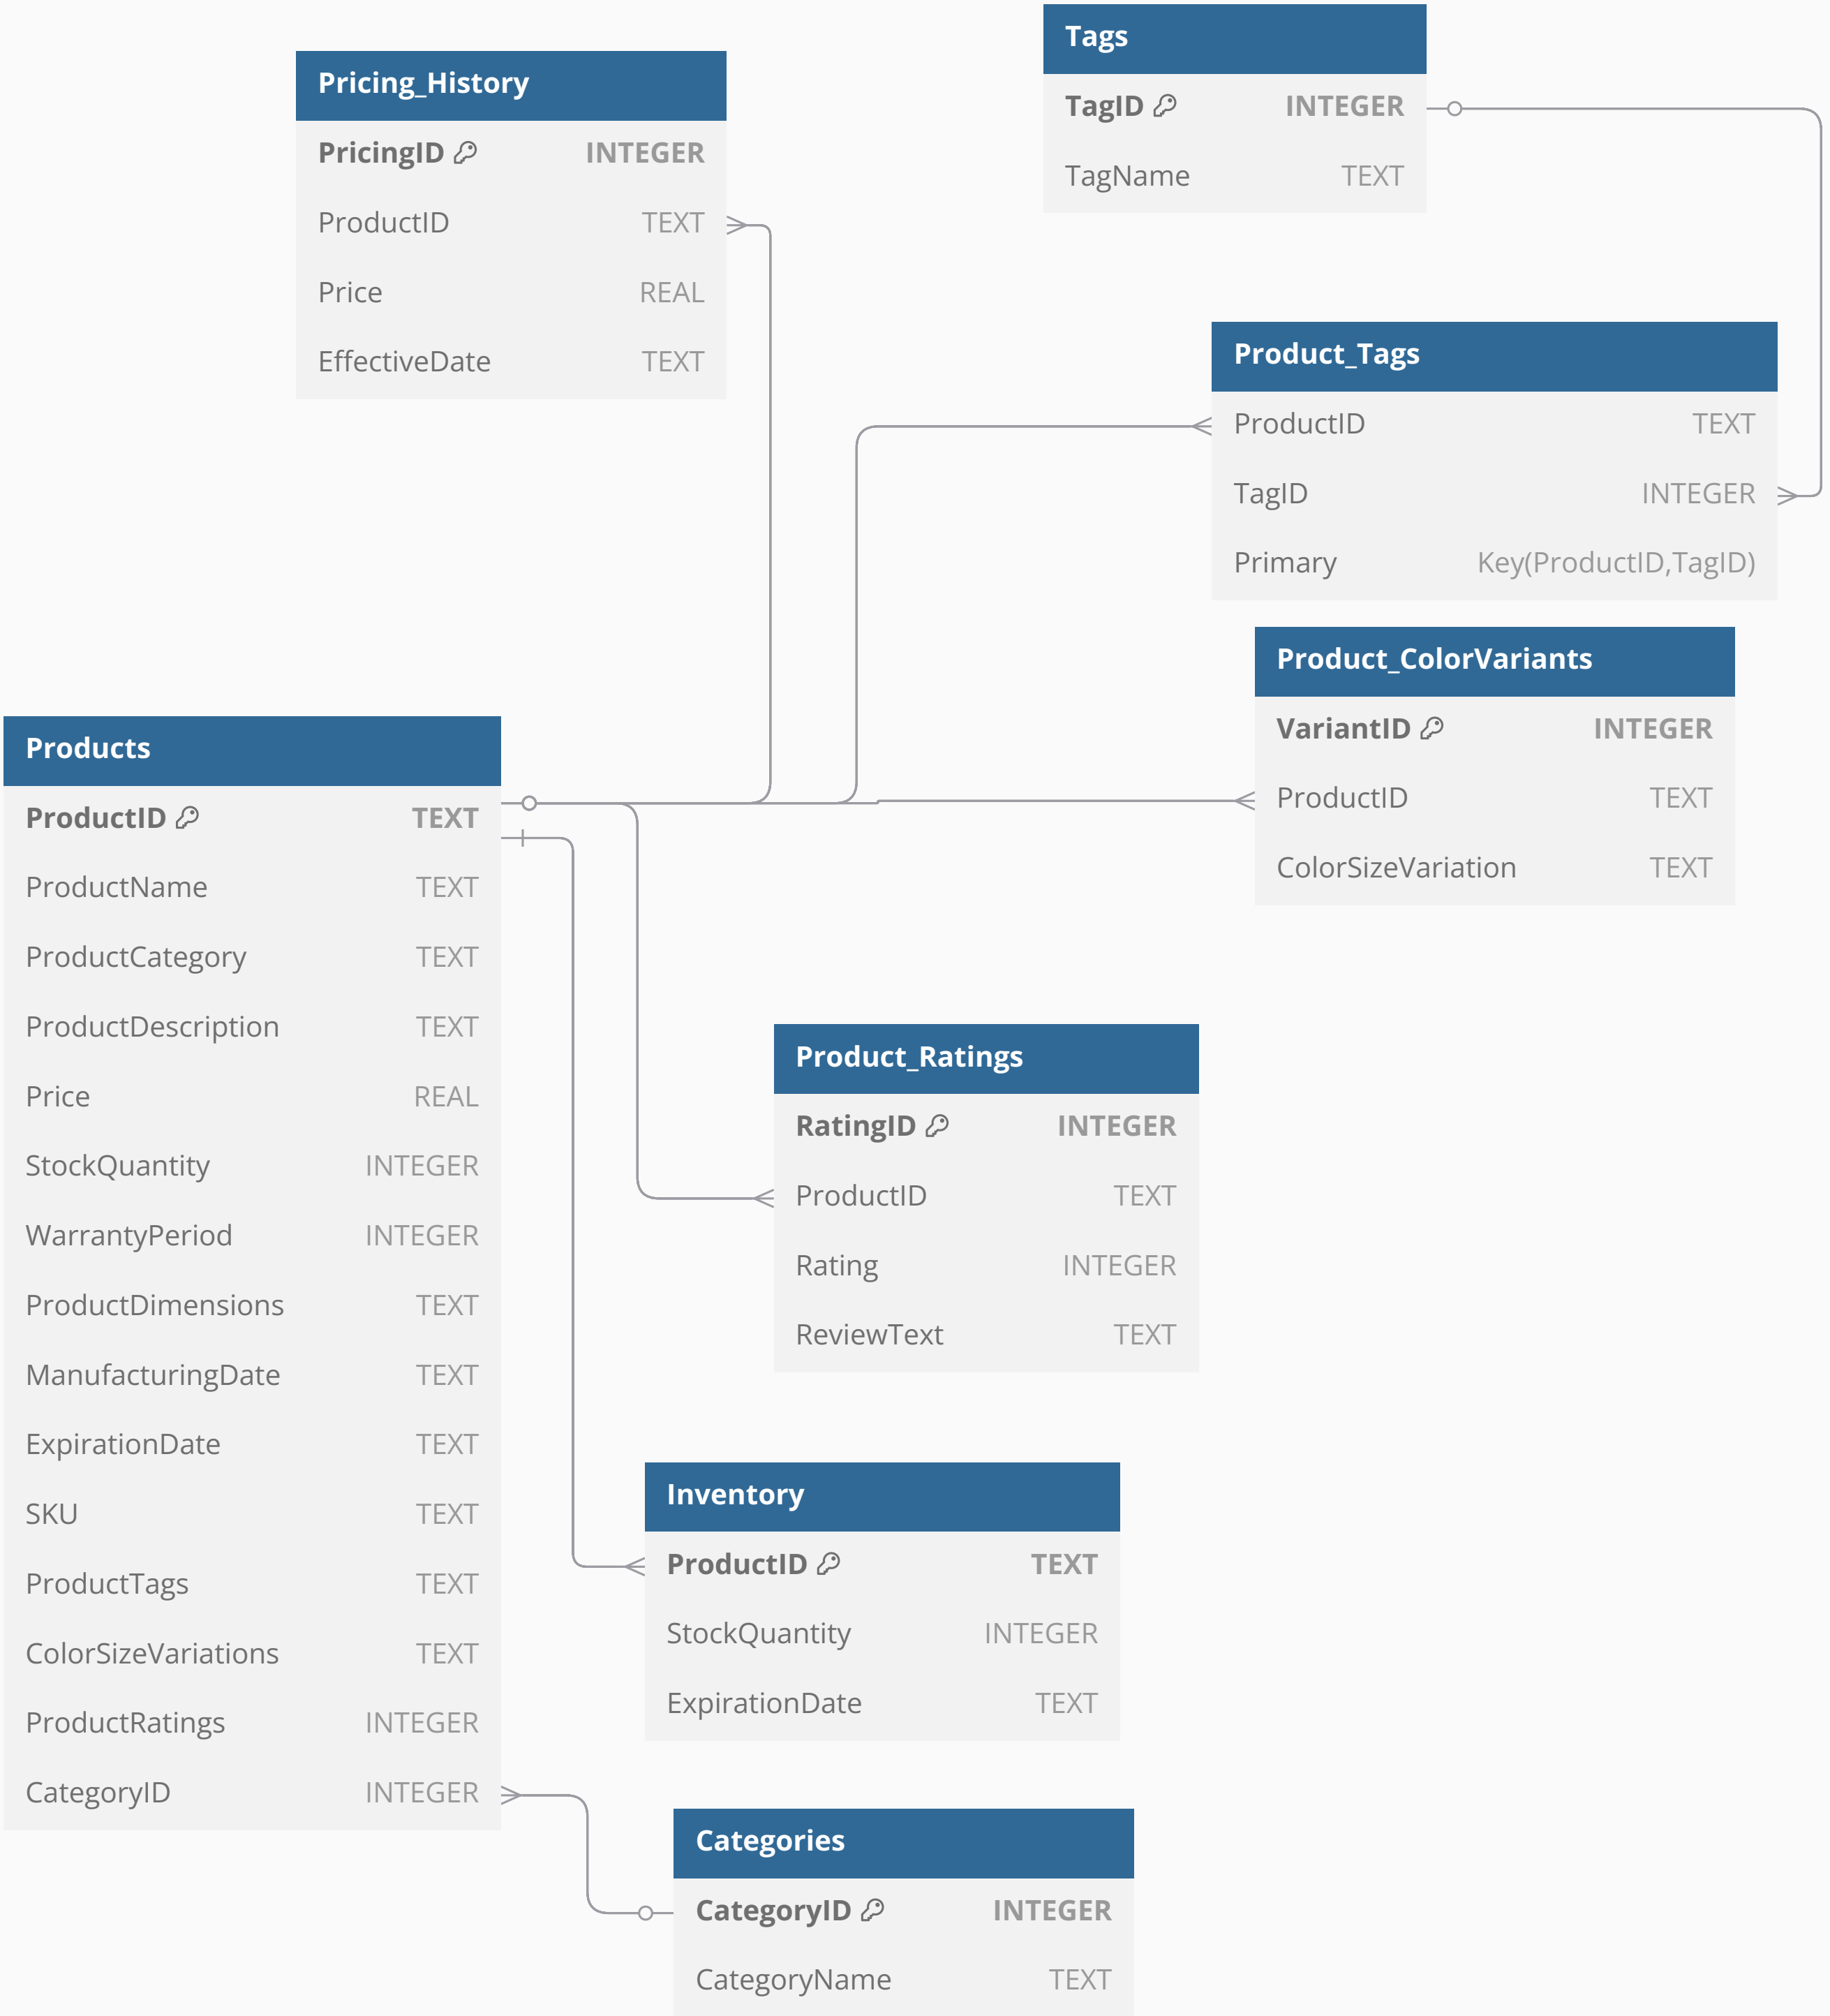 Pricing_History
PricingID INTEGER
ProductID TEXT
Price REAL
EffectiveDate TEXT
Tags
TagID INTEGER
TagName TEXT
Product_Tags
ProductID TEXT
TagID INTEGER
Primary Key(ProductID,TagID)
Product_ColorVariants
VariantID INTEGER
ProductID TEXT
ColorSizeVariation TEXT
Products
ProductID TEXT
ProductName TEXT
ProductCategory TEXT
ProductDescription TEXT
Price REAL
StockQuantity INTEGER
WarrantyPeriod INTEGER
ProductDimensions TEXT
ManufacturingDate TEXT
ExpirationDate TEXT
SKU TEXT
ProductTags TEXT
ColorSizeVariations TEXT
ProductRatings INTEGER
CategoryID INTEGER
Product_Ratings
RatingID INTEGER
ProductID TEXT
Rating INTEGER
ReviewText TEXT
Inventory
ProductID TEXT
StockQuantity INTEGER
ExpirationDate TEXT
Categories
CategoryID INTEGER
CategoryName TEXT